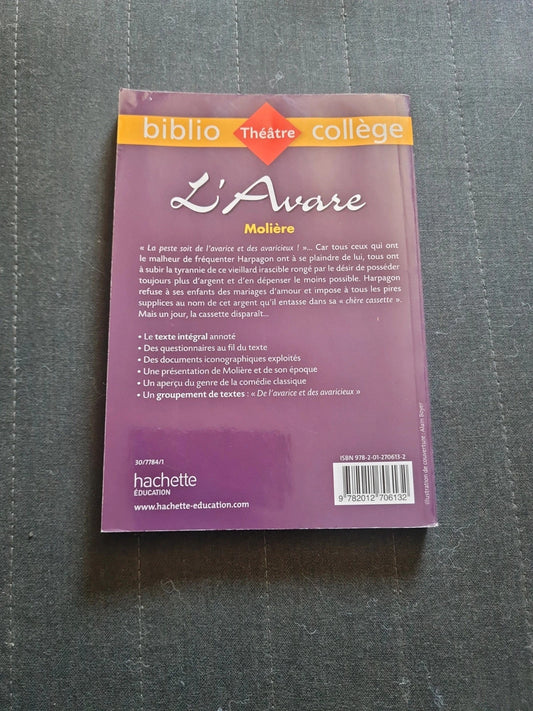 biblio Théâtre collège
L'Avare
Molière
« La peste soit de l'avarice et des avaricieux ! »... Car tous ceux qui ont
le malheur de fréquenter Harpagon ont à se plaindre de lui, tous ont
à subir la tyrannie de ce vieillard irascible rongé par le désir de posséder
toujours plus d'argent et d'en dépenser le moins possible. Harpagon
refuse à ses enfants des mariages d'amour et impose à tous les pires
supplices au nom de cet argent qu'il entasse dans sa « chère cassette ».
Mais un jour, la cassette disparaît...
• Le texte intégral annoté
• Des questionnaires au fil du texte
• Des documents iconographiques exploités
• Une présentation de Molière et de son époque
• Un aperçu du genre de la comédie classique
• Un groupement de textes : « De l'avarice et des avaricieux »
30/7784/1
hachette
ÉDUCATION
www.hachette-education.com
ISBN 978-2-01-270613-2
9 782012 706132
Illustration de couverture : Alain Boyer